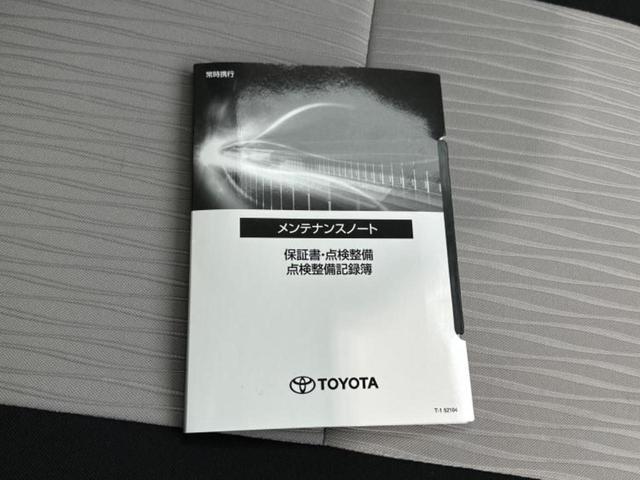 常時携行
メンテナンスノート
保証書・点検整備
点検整備記録簿
TOYOTA
T-1 52104